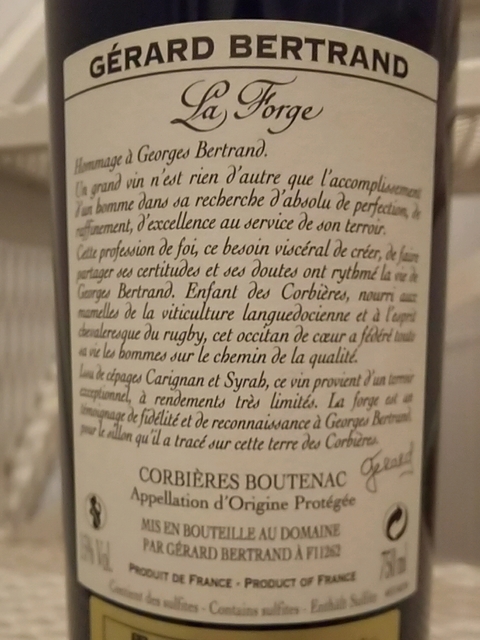 GÉRARD BERTRAND
La Forge
Hommage à Georges Bertrand.
Un grand vin n'est rien d'autre que l'accomplissement
d'un homme dans sa recherche d'absolu de perfection, de
raffinement, d'excellence au service de son terroir.
Cette profession de foi, ce besoin viscéral de créer, de faire
partager ses certitudes et ses doutes ont rythmé la vie de
Georges Bertrand. Enfant des Corbières, nourri aux
mamelles de la viticulture languedocienne et à l'esprit
chevaleresque du rugby, cet occitan de cœur a fédéré toute
sa vie les hommes sur le chemin de la qualité.
Issu de cépages Carignan et Syrah, ce vin provient d'un terroir
exceptionnel, à rendements très limités. La forge est un
témoignage de fidélité et de reconnaissance à Georges Bertrand
pour le sillon qu'il a tracé sur cette terre des Corbières.
Gérard
CORBIÈRES BOUTENAC
Appellation d'Origine Protégée
MIS EN BOUTEILLE AU DOMAINE
PAR GÉRARD BERTRAND À F11262
15% Vol. 750 ml
PRODUIT DE FRANCE - PRODUCT OF FRANCE
Contient des sulfites - Contains sulfites - Enthält Sulfite